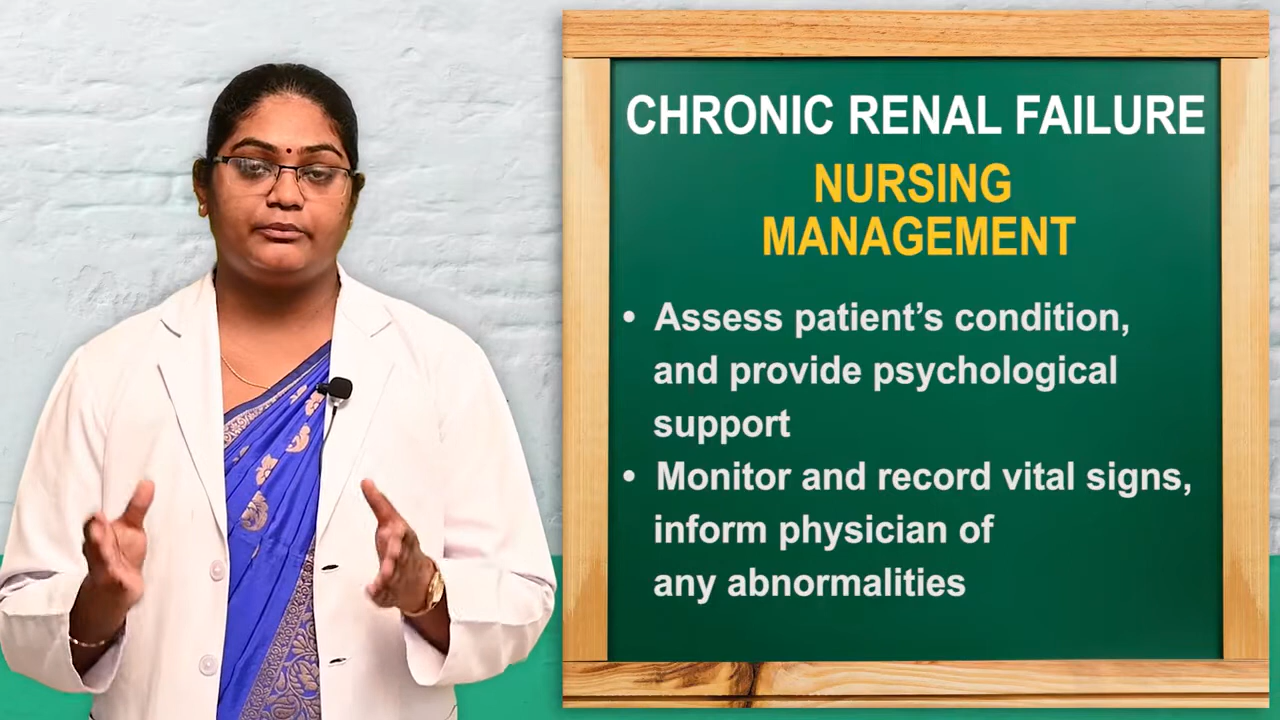 CHRONIC RENAL FAILURE
NURSING
MANAGEMENT
• Assess patient's condition,
and provide psychological
support
• Monitor and record vital signs,
inform physician of
any abnormalities